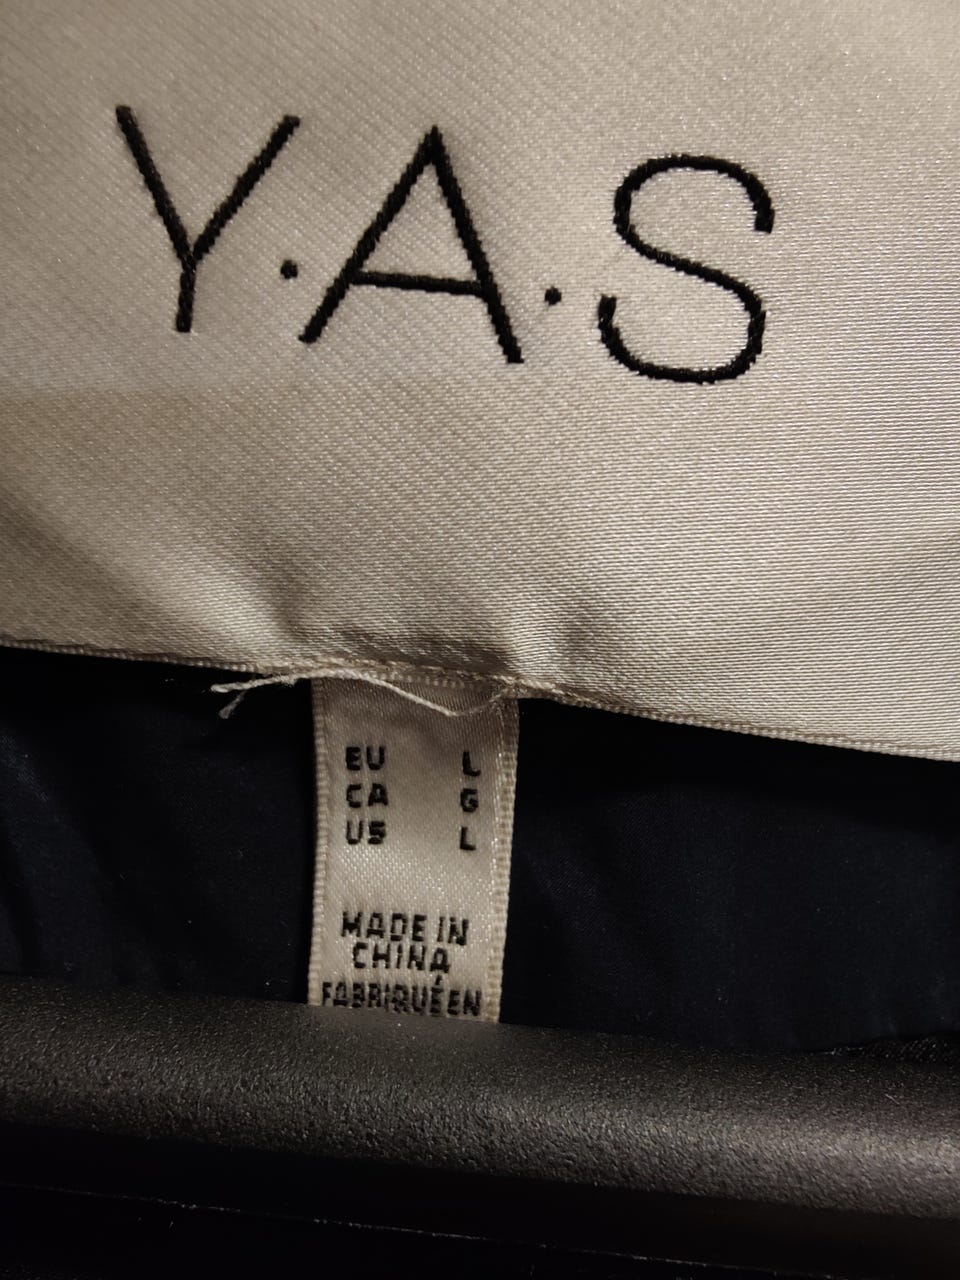 Y.A.S
EU L
CA G
US L
MADE IN
CHINA
FABRIQUÉ EN